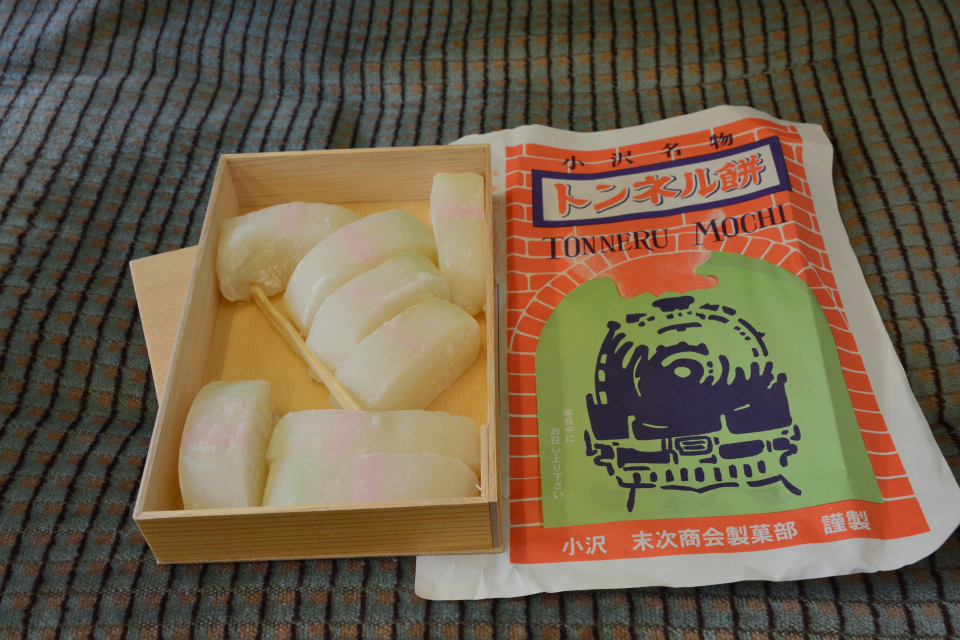 小沢名物
トンネル餅
TONNERU MOCHI
本日中に
お召し上り下さい
小沢 末次商会製菓部 謹製